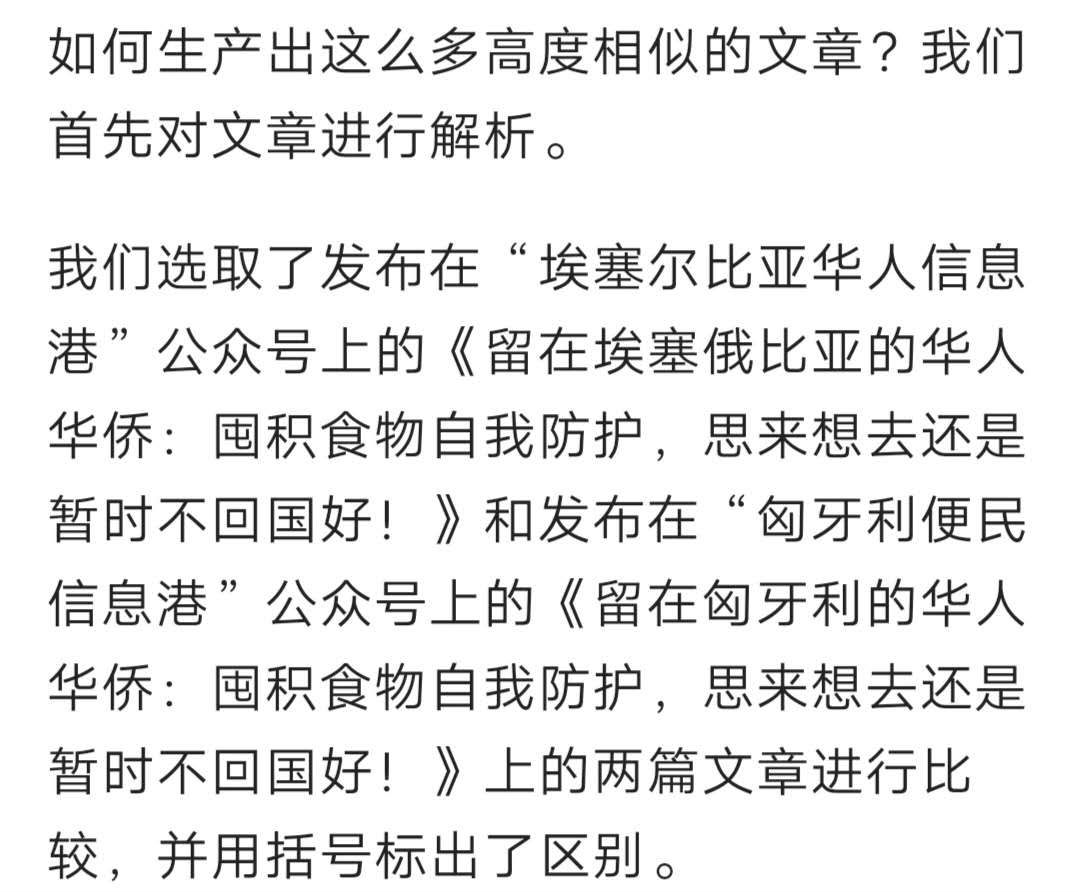 如何生产出这么多高度相似的文章？我们
首先对文章进行解析。
我们选取了发布在“埃塞尔比亚华人信息
港”公众号上的《留在埃塞俄比亚的华人
华侨：囤积食物自我防护，思来想去还是
暂时不回国好！》和发布在“匈牙利便民
信息港”公众号上的《留在匈牙利的华人
华侨：囤积食物自我防护，思来想去还是
暂时不回国好！》上的两篇文章进行比
较，并用括号标出了区别。